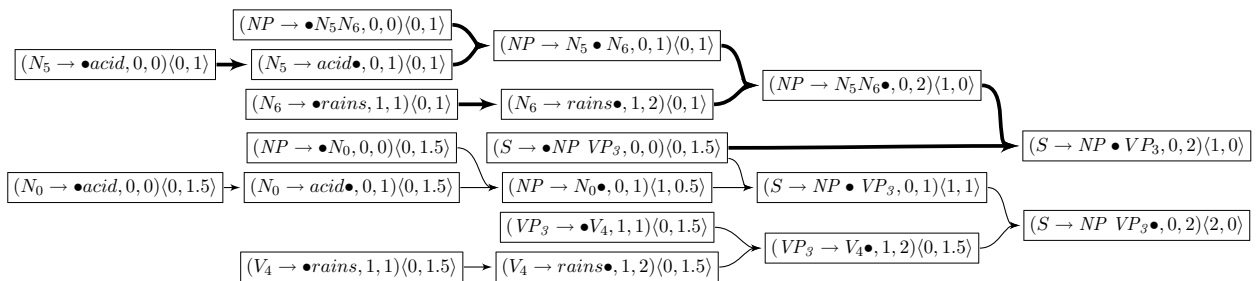 (NP → •N₅N₆, 0, 0)⟨0, 1⟩
(NP → N₅ • N₆, 0, 1)⟨0, 1⟩
(N₅ → •acid, 0, 0)⟨0, 1⟩
(N₅ → acid•, 0, 1)⟨0, 1⟩
(NP → N₅N₆•, 0, 2)⟨1, 0⟩
(N₆ → •rains, 1, 1)⟨0, 1⟩
(N₆ → rains•, 1, 2)⟨0, 1⟩
(NP → •N₀, 0, 0)⟨0, 1.5⟩
(S → •NP VP₃, 0, 0)⟨0, 1.5⟩
(S → NP • VP₃, 0, 2)⟨1, 0⟩
(N₀ → •acid, 0, 0)⟨0, 1.5⟩
(N₀ → acid•, 0, 1)⟨0, 1.5⟩
(NP → N₀•, 0, 1)⟨1, 0.5⟩
(S → NP • VP₃, 0, 1)⟨1, 1⟩
(VP₃ → •V₄, 1, 1)⟨0, 1.5⟩
(S → NP VP₃•, 0, 2)⟨2, 0⟩
(VP₃ → V₄•, 1, 2)⟨0, 1.5⟩
(V₄ → •rains, 1, 1)⟨0, 1.5⟩
(V₄ → rains•, 1, 2)⟨0, 1.5⟩